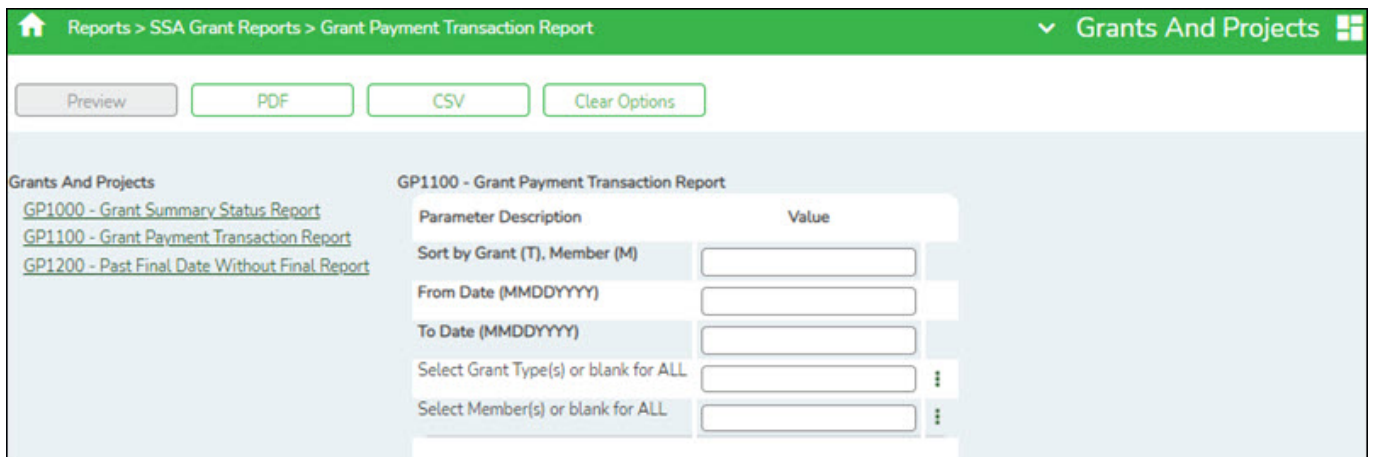 Reports > SSA Grant Reports > Grant Payment Transaction Report
Grants And Projects
Preview
PDF
CSV
Clear Options
Grants And Projects
GP1000 - Grant Summary Status Report
GP1100 - Grant Payment Transaction Report
GP1200 - Past Final Date Without Final Report
GP1100 - Grant Payment Transaction Report
Parameter Description Value
Sort by Grant (T), Member (M)
From Date (MMDDYYYY)
To Date (MMDDYYYY)
Select Grant Type(s) or blank for ALL
Select Member(s) or blank for ALL